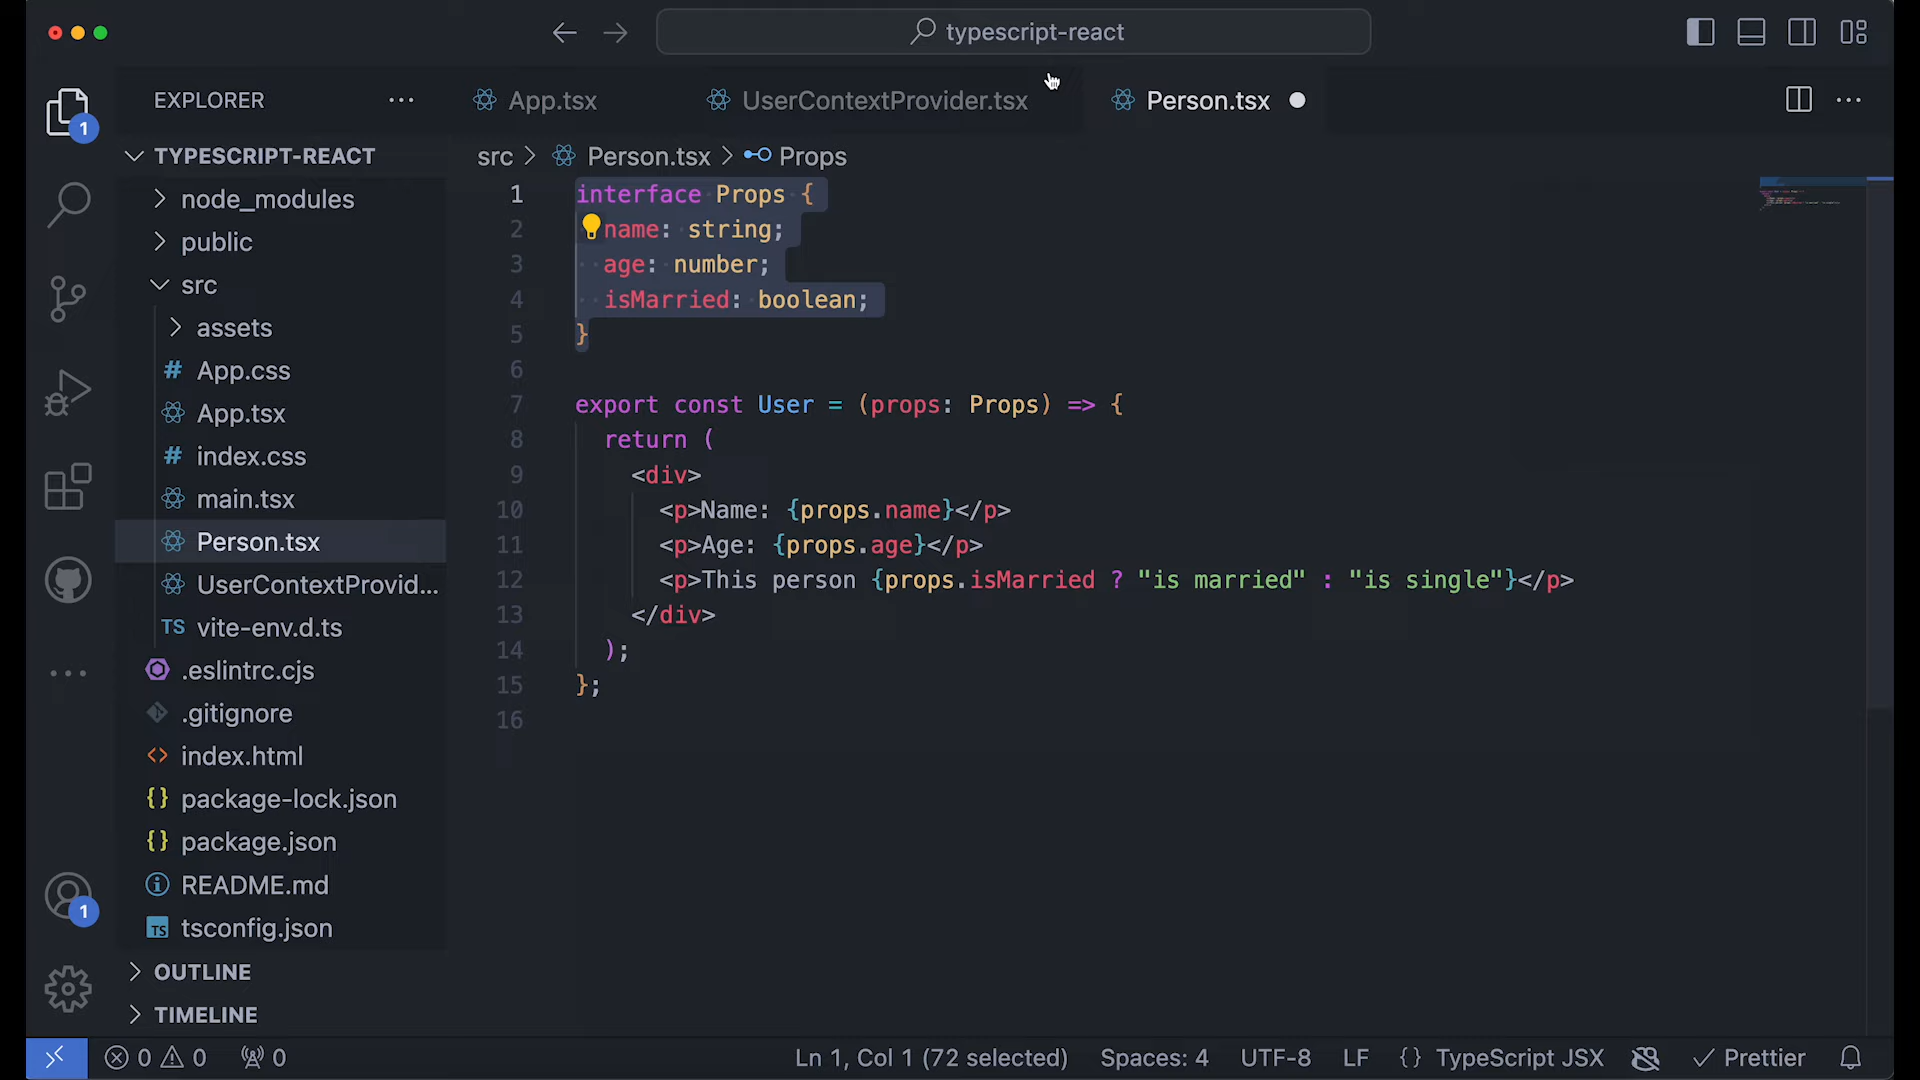 typescript-react
EXPLORER
App.tsx
UserContextProvider.tsx
Person.tsx
1
TYPESCRIPT-REACT
src > Person.tsx > Props
node_modules
public
src
assets
App.css
App.tsx
index.css
main.tsx
Person.tsx
UserContextProvid...
TS vite-env.d.ts
.eslintrc.cjs
.gitignore
index.html
package-lock.json
package.json
README.md
TS tsconfig.json
OUTLINE
TIMELINE
1
1 interface Props {
2 name: string;
3 age: number;
4 isMarried: boolean;
5 }
6
7 export const User = (props: Props) => {
8 return (
9 <div>
10 <p>Name: {props.name}</p>
11 <p>Age: {props.age}</p>
12 <p>This person {props.isMarried ? "is married" : "is single"}</p>
13 </div>
14 );
15 };
16
0 0 0 Ln 1, Col 1 (72 selected) Spaces: 4 UTF-8 LF {} TypeScript JSX Prettier